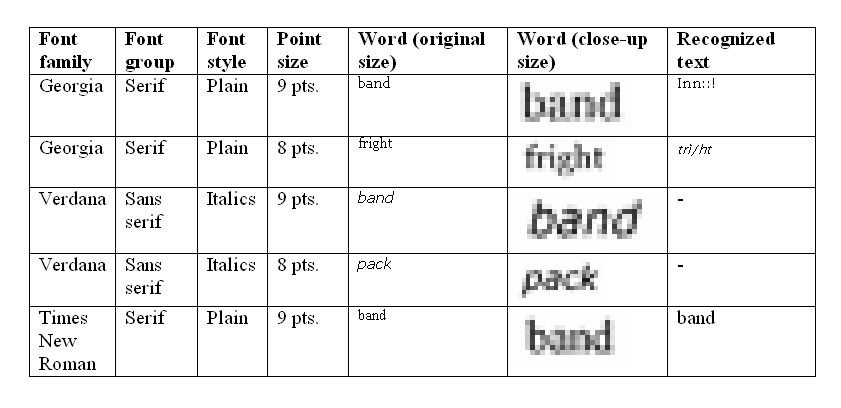 Font family Font group Font style Point size Word (original size) Word (close-up size) Recognized text
Georgia Serif Plain 9 pts. band band Inn::!
Georgia Serif Plain 8 pts. fright fright tri/ht
Verdana Sans serif Italics 9 pts. band band -
Verdana Sans serif Italics 8 pts. pack pack -
Times New Roman Serif Plain 9 pts. band band band